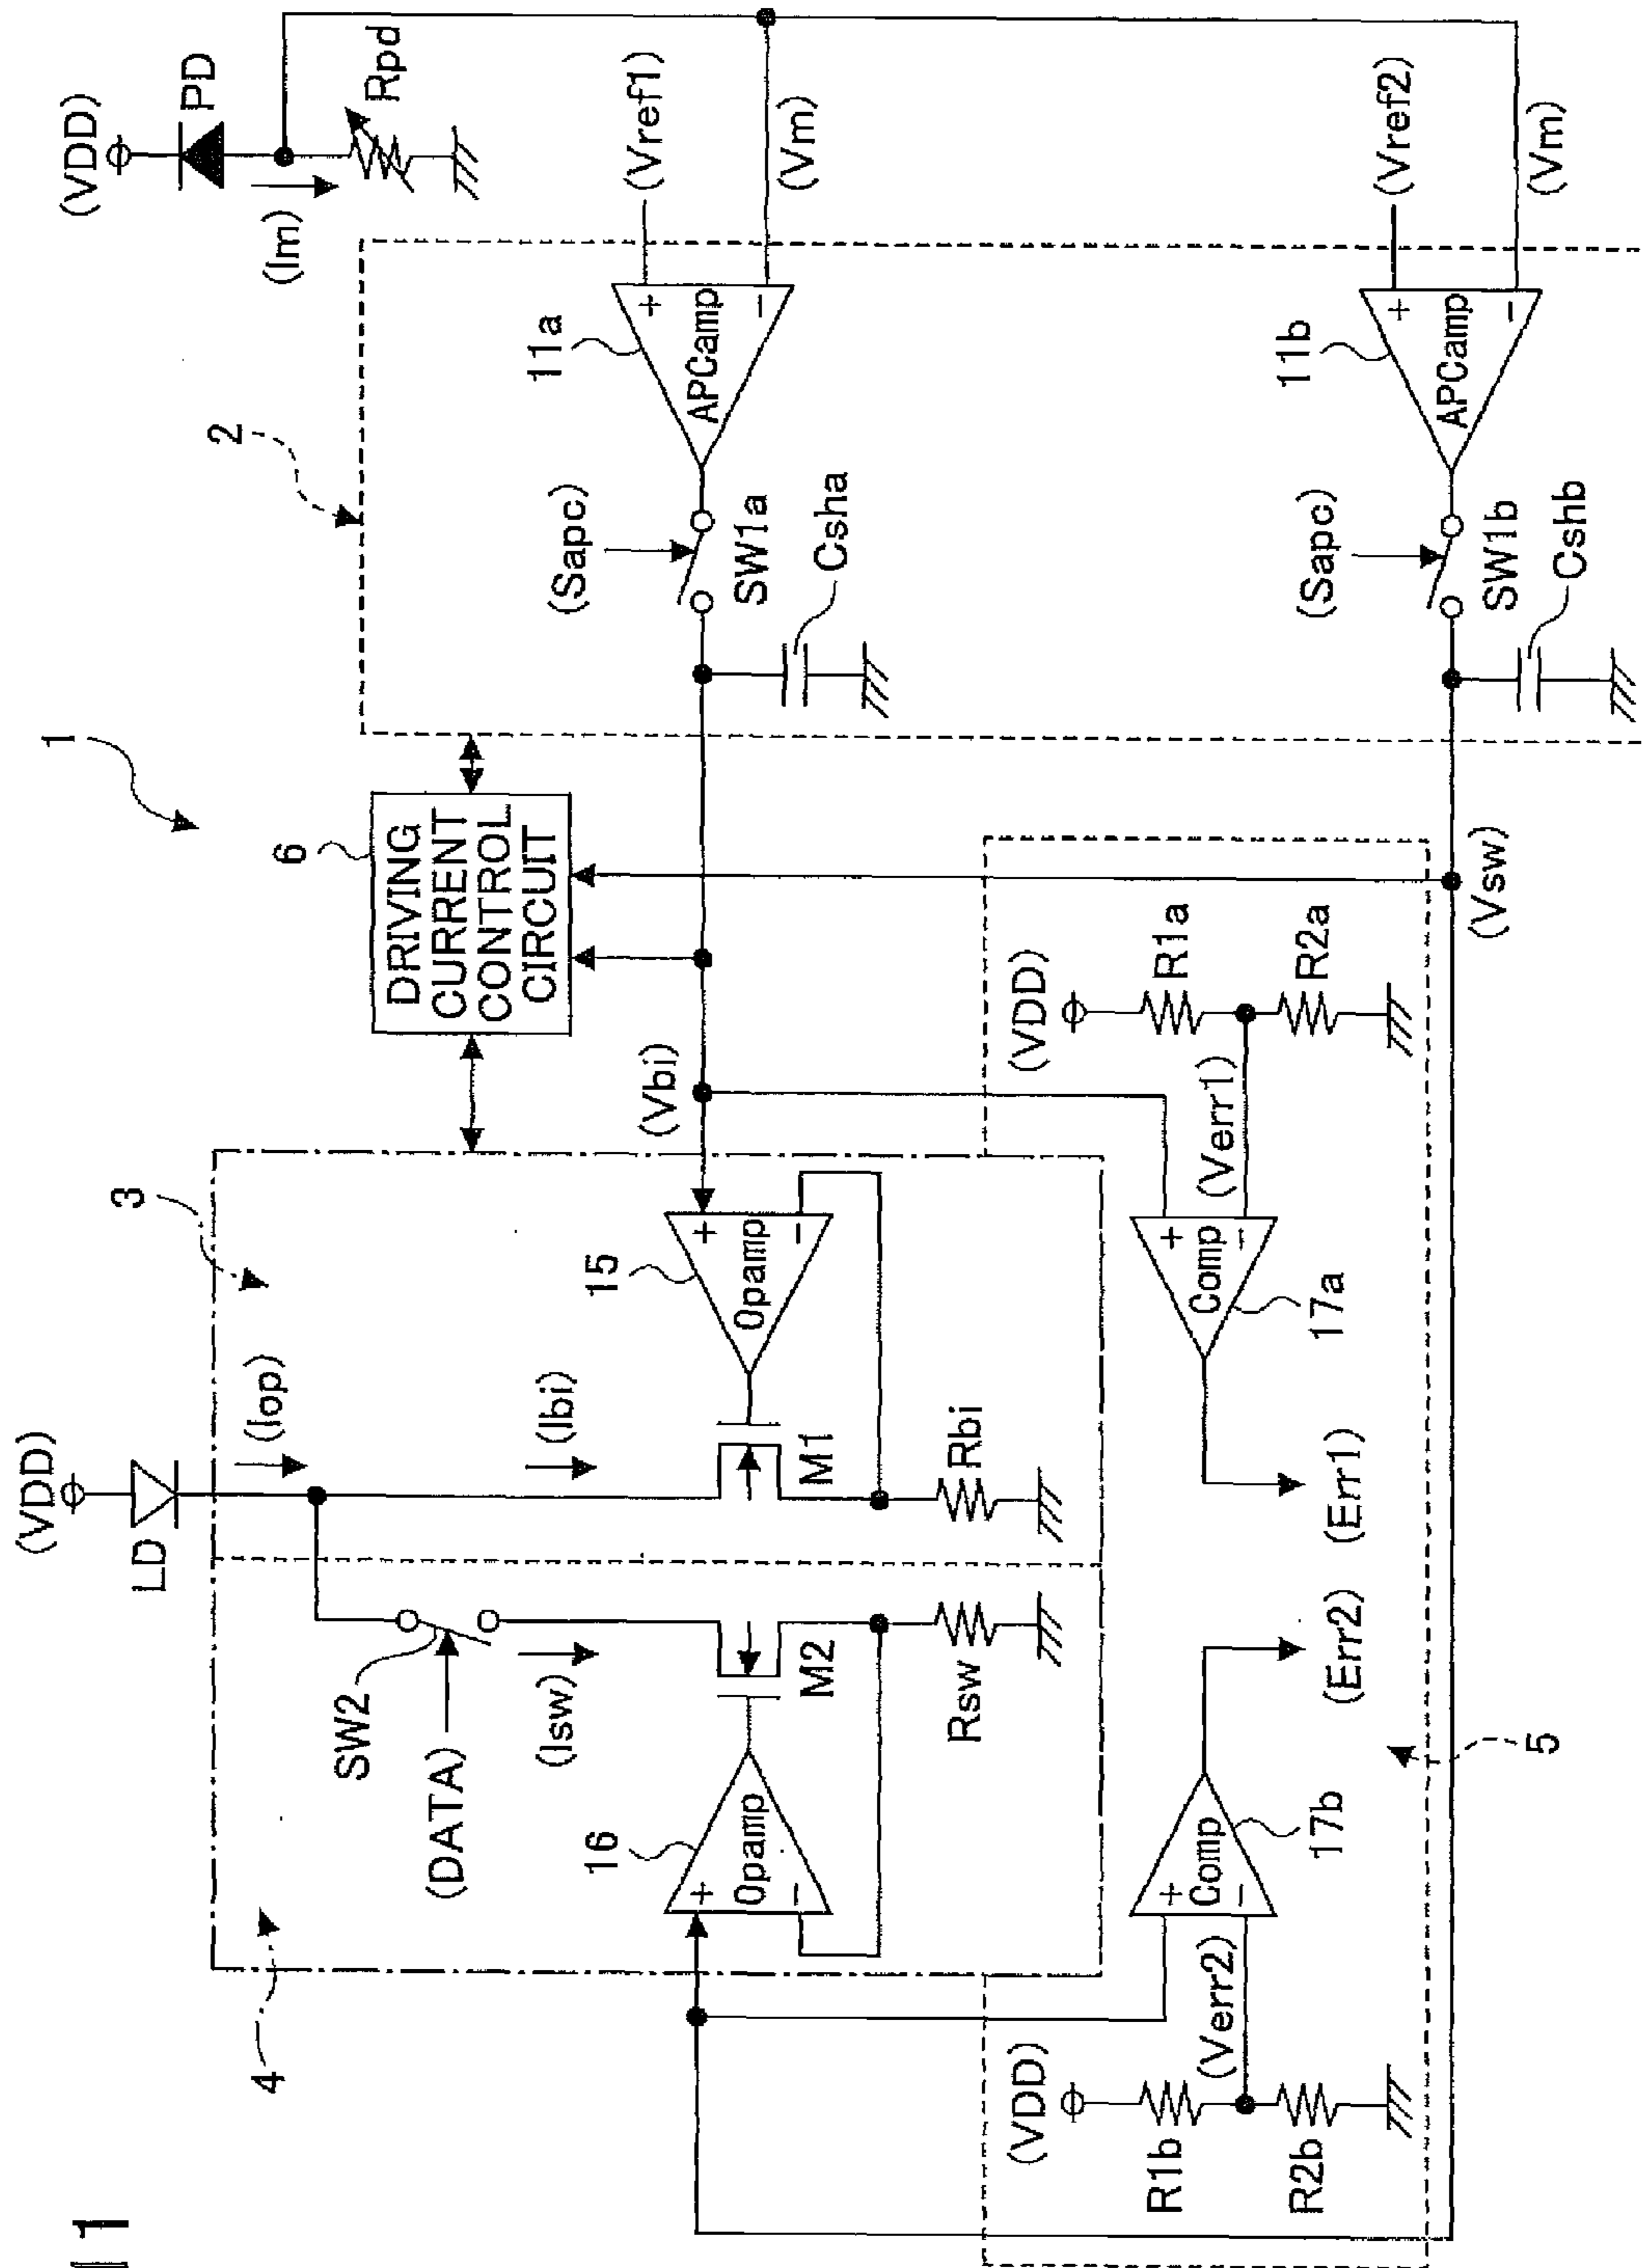 1
2
(VDD)
PD
Rpd
(Im)
(Vref1)
(Vm)
+
−
APCamp
11a
(Sapc)
SW1a
Csha
(Vref2)
(Vm)
+
−
APCamp
11b
(Sapc)
SW1b
Cshb
6
DRIVING
CURRENT
CONTROL
CIRCUIT
(Vbi)
(Vsw)
3
(VDD)
LD
(Iop)
(Ibi)
15
+
−
Opamp
M1
Rbi
4
SW2
(DATA)
(Isw)
16
+
−
Opamp
M2
Rsw
(VDD)
R1a
R2a
(Verr1)
+
−
Comp
17a
(Err1)
(VDD)
R1b
R2b
(Verr2)
+
−
Comp
17b
(Err2)
5
1